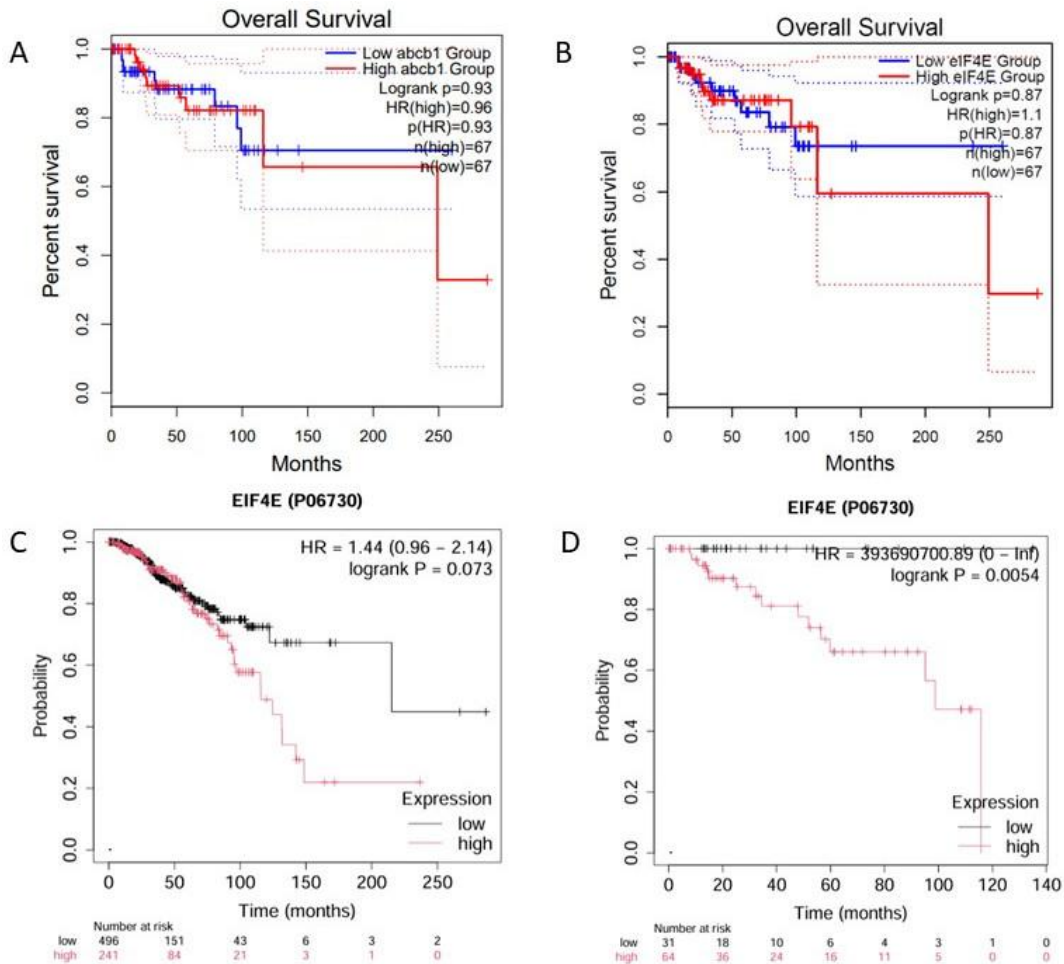 A
Overall Survival
Low abcb1 Group
High abcb1 Group
Logrank p=0.93
HR(high)=0.96
p(HR)=0.93
n(high)=67
n(low)=67
Percent survival
1.0
0.8
0.6
0.4
0.2
0.0
0 50 100 150 200 250
Months
B
Overall Survival
Low eIF4E Group
High eIF4E Group
Logrank p=0.87
HR(high)=1.1
p(HR)=0.87
n(high)=67
n(low)=67
Percent survival
1.0
0.8
0.6
0.4
0.2
0.0
0 50 100 150 200 250
Months
C
EIF4E (P06730)
HR = 1.44 (0.96 − 2.14)
logrank P = 0.073
Probability
1.0
0.8
0.6
0.4
0.2
0.0
Expression
low
high
0 50 100 150 200 250
Time (months)
Number at risk
low 496 151 43 6 3 2
high 241 84 21 3 1 0
D
EIF4E (P06730)
HR = 393690700.89 (0 − Inf)
logrank P = 0.0054
Probability
1.0
0.8
0.6
0.4
0.2
0.0
Expression
low
high
0 20 40 60 80 100 120 140
Time (months)
Number at risk
low 31 18 10 6 4 3 1 0
high 64 36 24 16 11 5 0 0